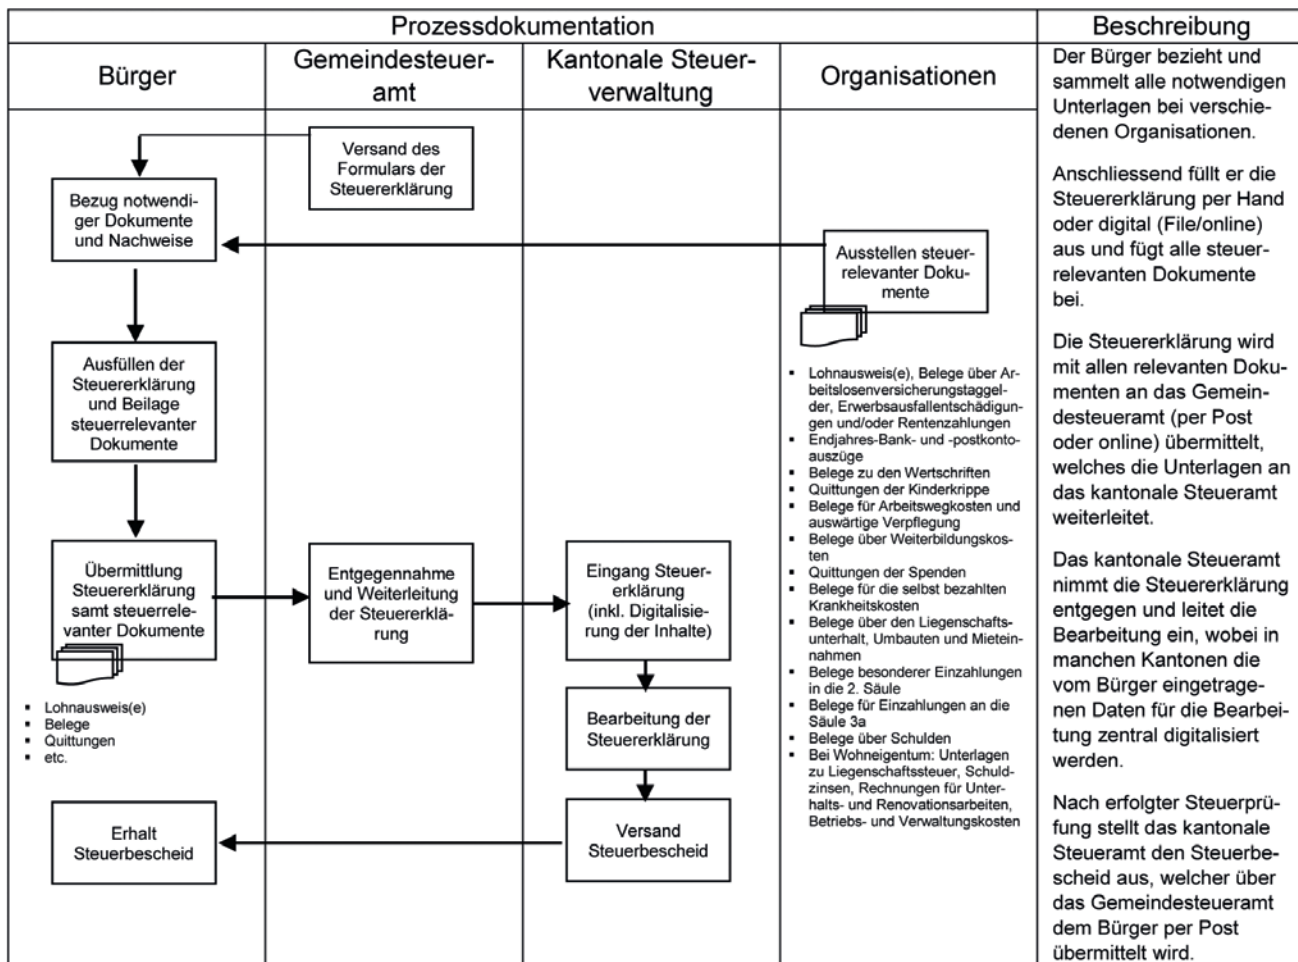 Prozessdokumentation
Beschreibung
Bürger
Gemeindesteuer-
amt
Kantonale Steuer-
verwaltung
Organisationen
Versand des
Formulars der
Steuererklärung
Bezug notwendi-
ger Dokumente
und Nachweise
Ausstellen steuer-
relevanter Doku-
mente
Ausfüllen der
Steuererklärung
und Beilage
steuerrelevanter
Dokumente
Übermittlung
Steuererklärung
samt steuerrele-
vanter Dokumente
▪ Lohnausweis(e)
▪ Belege
▪ Quittungen
▪ etc.
Entgegennahme
und Weiterleitung
der Steuererklä-
rung
Eingang Steuer-
erklärung
(inkl. Digitalisie-
rung der Inhalte)
Bearbeitung der
Steuererklärung
Versand
Steuerbescheid
Erhalt
Steuerbescheid
▪ Lohnausweis(e), Belege über Ar-
beitslosenversicherungstaggel-
der, Erwerbsausfallentschädigun-
gen und/oder Rentenzahlungen
▪ Endjahres-Bank- und -postkonto-
auszüge
▪ Belege zu den Wertschriften
▪ Quittungen der Kinderkrippe
▪ Belege für Arbeitswegkosten und
auswärtige Verpflegung
▪ Belege über Weiterbildungskos-
ten
▪ Quittungen der Spenden
▪ Belege für die selbst bezahlten
Krankheitskosten
▪ Belege über den Liegenschafts-
unterhalt, Umbauten und Mietein-
nahmen
▪ Belege besonderer Einzahlungen
in die 2. Säule
▪ Belege für Einzahlungen an die
Säule 3a
▪ Belege über Schulden
▪ Bei Wohneigentum: Unterlagen
zu Liegenschaftssteuer, Schuld-
zinsen, Rechnungen für Unter-
halts- und Renovationsarbeiten,
Betriebs- und Verwaltungskosten
Der Bürger bezieht und
sammelt alle notwendigen
Unterlagen bei verschie-
denen Organisationen.
Anschliessend füllt er die
Steuererklärung per Hand
oder digital (File/online)
aus und fügt alle steuer-
relevanten Dokumente
bei.
Die Steuererklärung wird
mit allen relevanten Doku-
menten an das Gemein-
desteueramt (per Post
oder online) übermittelt,
welches die Unterlagen an
das kantonale Steueramt
weiterleitet.
Das kantonale Steueramt
nimmt die Steuererklärung
entgegen und leitet die
Bearbeitung ein, wobei in
manchen Kantonen die
vom Bürger eingetrage-
nen Daten für die Bearbei-
tung zentral digitalisiert
werden.
Nach erfolgter Steuerprü-
fung stellt das kantonale
Steueramt den Steuerbe-
scheid aus, welcher über
das Gemeindesteueramt
dem Bürger per Post
übermittelt wird.